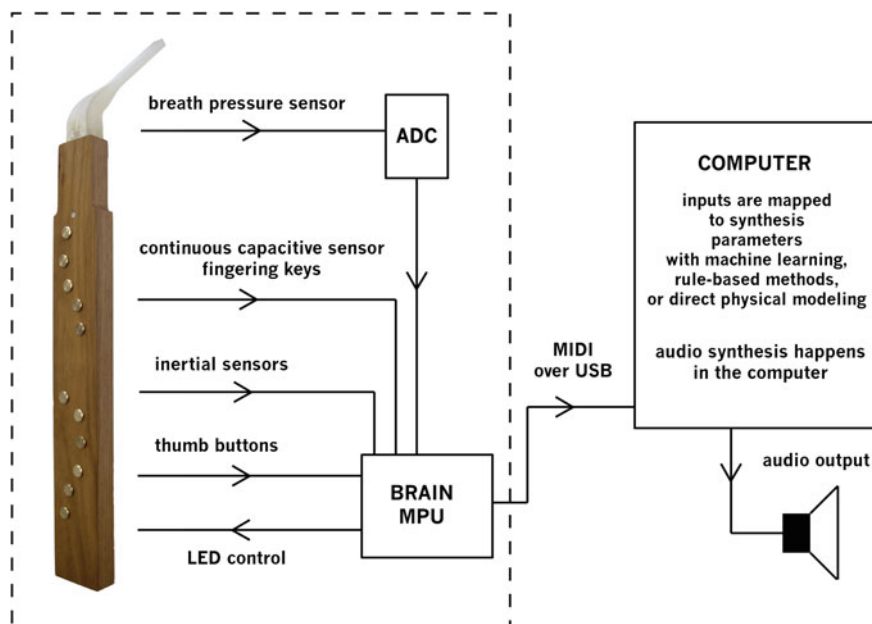 breath pressure sensor
ADC
continuous capacitive sensor
fingering keys
inertial sensors
thumb buttons
LED control
BRAIN
MPU
MIDI
over USB
COMPUTER
inputs are mapped
to synthesis
parameters
with machine learning,
rule-based methods,
or direct physical modeling
audio synthesis happens
in the computer
audio output